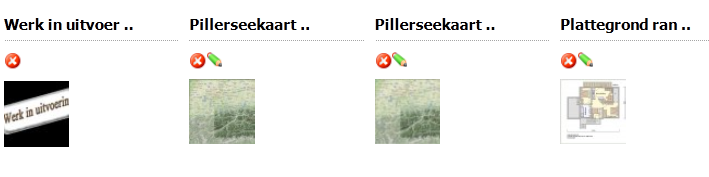 Werk in uitvoer ..
Pillerseekaart ..
Pillerseekaart ..
Plattegrond ran ..
Werk in uitvoerin